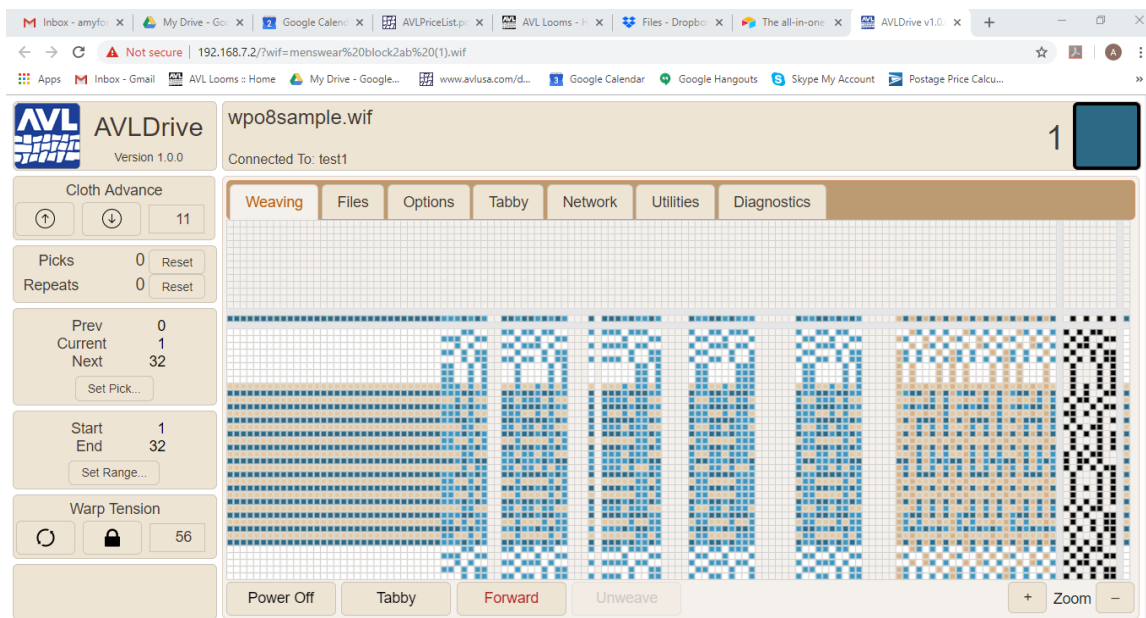 Inbox - amyfo
My Drive - Go
Google Calend
AVLPriceList.pd
AVL Looms - H
Files - Dropbo
The all-in-one
AVLDrive v1.0.
Not secure | 192.168.7.2/?wif=menswear%20block2ab%20(1).wif
A
Apps
Inbox - Gmail
AVL Looms :: Home
My Drive - Google...
www.avlusa.com/d...
3 Google Calendar
Google Hangouts
Skype My Account
Postage Price Calcu...
»
AVL
AVLDrive
Version 1.0.0
wpo8sample.wif
Connected To: test1
1
Cloth Advance
11
Picks 0 Reset
Repeats 0 Reset
Prev 0
Current 1
Next 32
Set Pick...
Start 1
End 32
Set Range...
Warp Tension
56
Weaving
Files
Options
Tabby
Network
Utilities
Diagnostics
Power Off
Tabby
Forward
Unweave
+ Zoom −